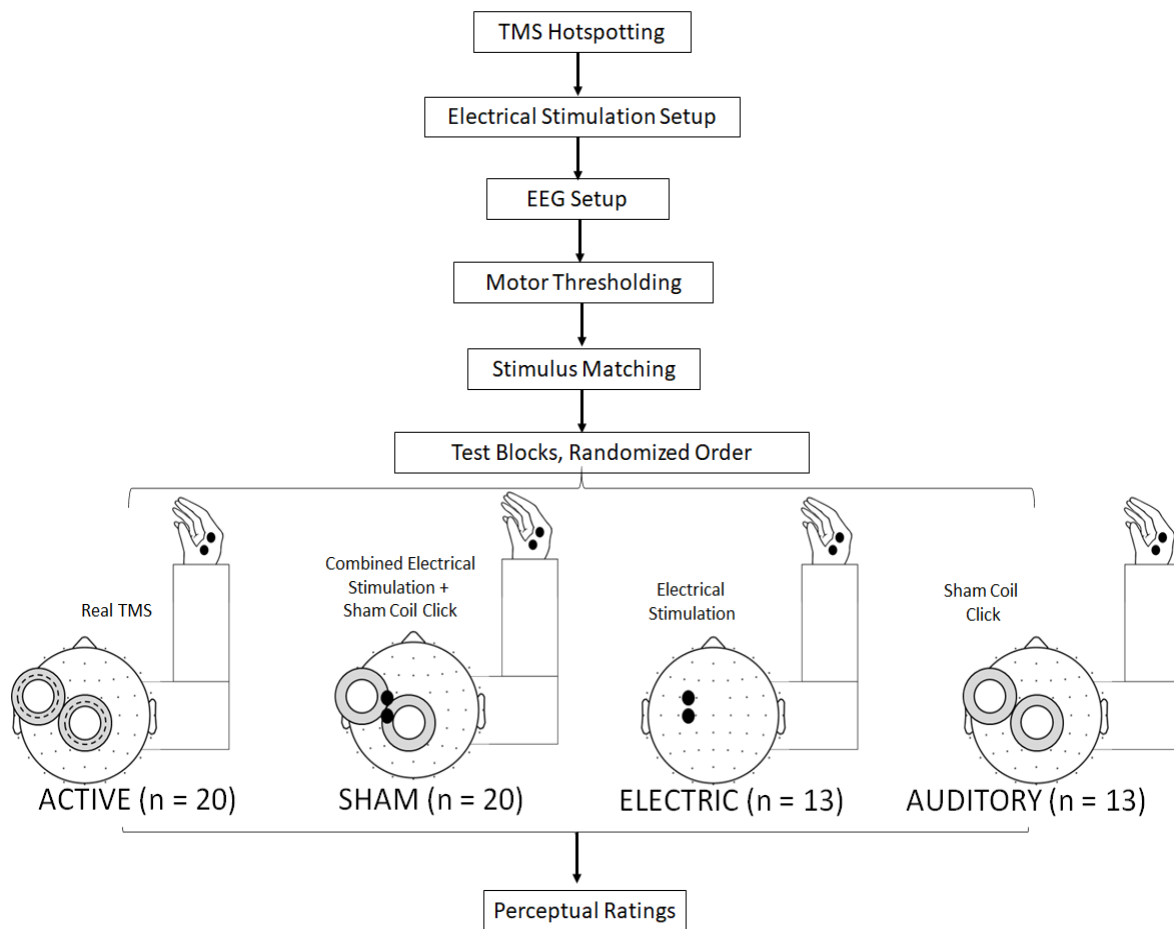 TMS Hotspotting
Electrical Stimulation Setup
EEG Setup
Motor Thresholding
Stimulus Matching
Test Blocks, Randomized Order
Real TMS
Combined Electrical
Stimulation +
Sham Coil Click
Electrical
Stimulation
Sham Coil
Click
ACTIVE (n = 20)
SHAM (n = 20)
ELECTRIC (n = 13)
AUDITORY (n = 13)
Perceptual Ratings